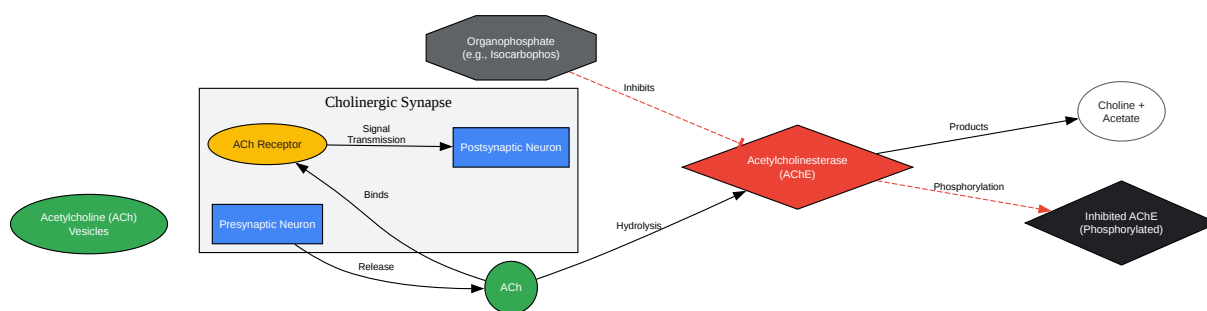 Organophosphate
(e.g., Isocarbophos)
Inhibits
Cholinergic Synapse
Signal
Transmission
ACh Receptor
Postsynaptic Neuron
Binds
Presynaptic Neuron
Release
Acetylcholine (ACh)
Vesicles
ACh
Hydrolysis
Acetylcholinesterase
(AChE)
Products
Choline +
Acetate
Phosphorylation
Inhibited AChE
(Phosphorylated)